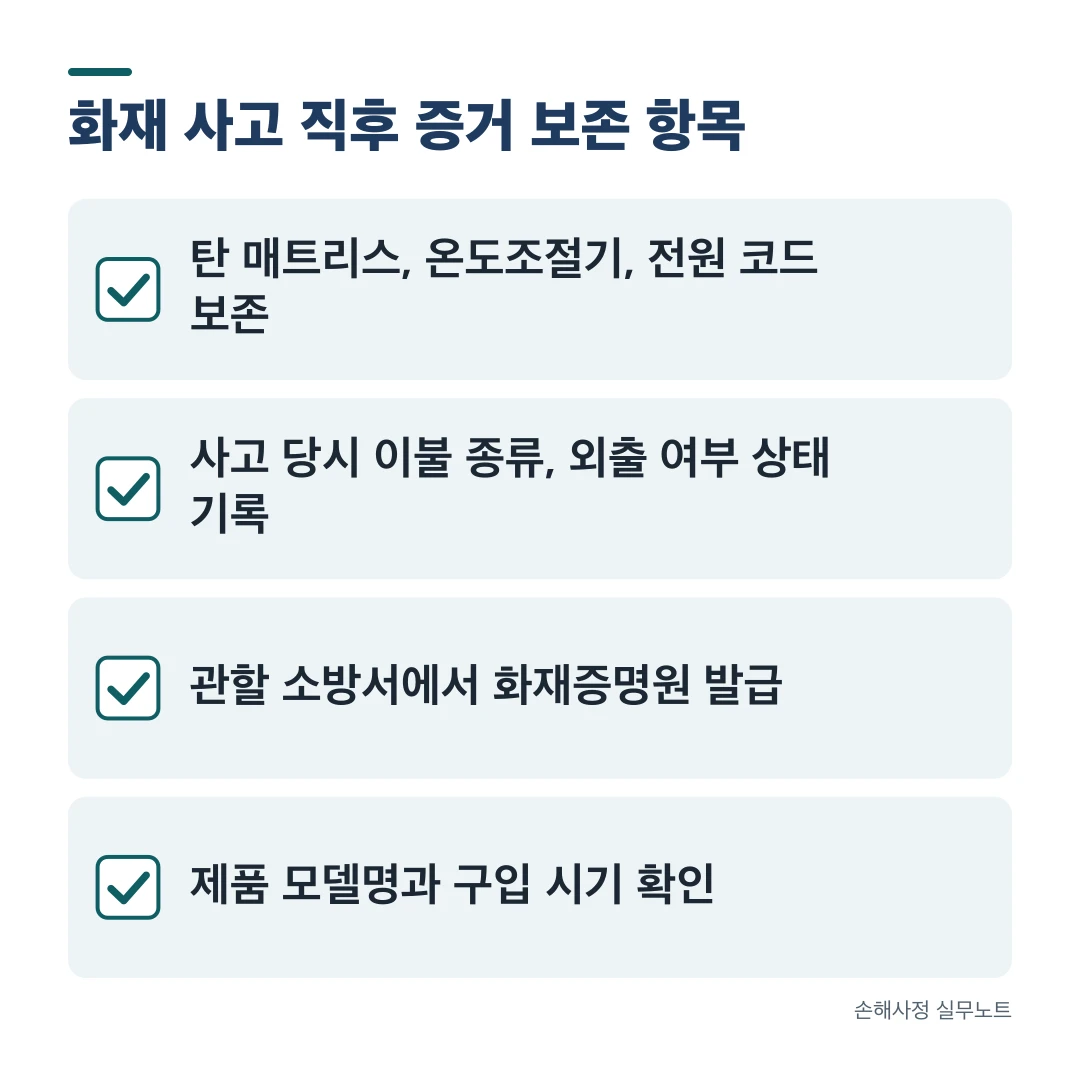 화재 사고 직후 증거 보존 항목
탄 매트리스, 온도조절기, 전원 코드
보존
사고 당시 이불 종류, 외출 여부 상태
기록
관할 소방서에서 화재증명원 발급
제품 모델명과 구입 시기 확인
손해사정 실무노트